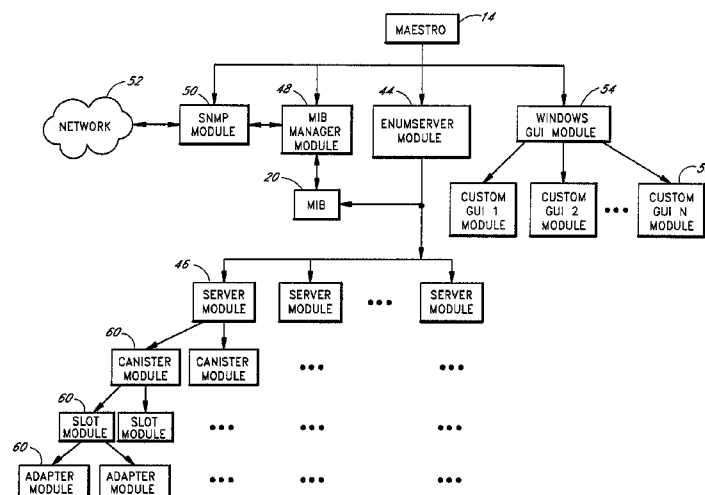 14
MAESTRO
52
50
48
44
54
NETWORK
SNMP
MODULE
MIB
MANAGER
MODULE
ENUMSERVER
MODULE
WINDOWS
GUI MODULE
20
MIB
5
CUSTOM
GUI 1
MODULE
CUSTOM
GUI 2
MODULE
CUSTOM
GUI N
MODULE
46
SERVER
MODULE
SERVER
MODULE
SERVER
MODULE
60
CANISTER
MODULE
CANISTER
MODULE
60
SLOT
MODULE
SLOT
MODULE
60
ADAPTER
MODULE
ADAPTER
MODULE